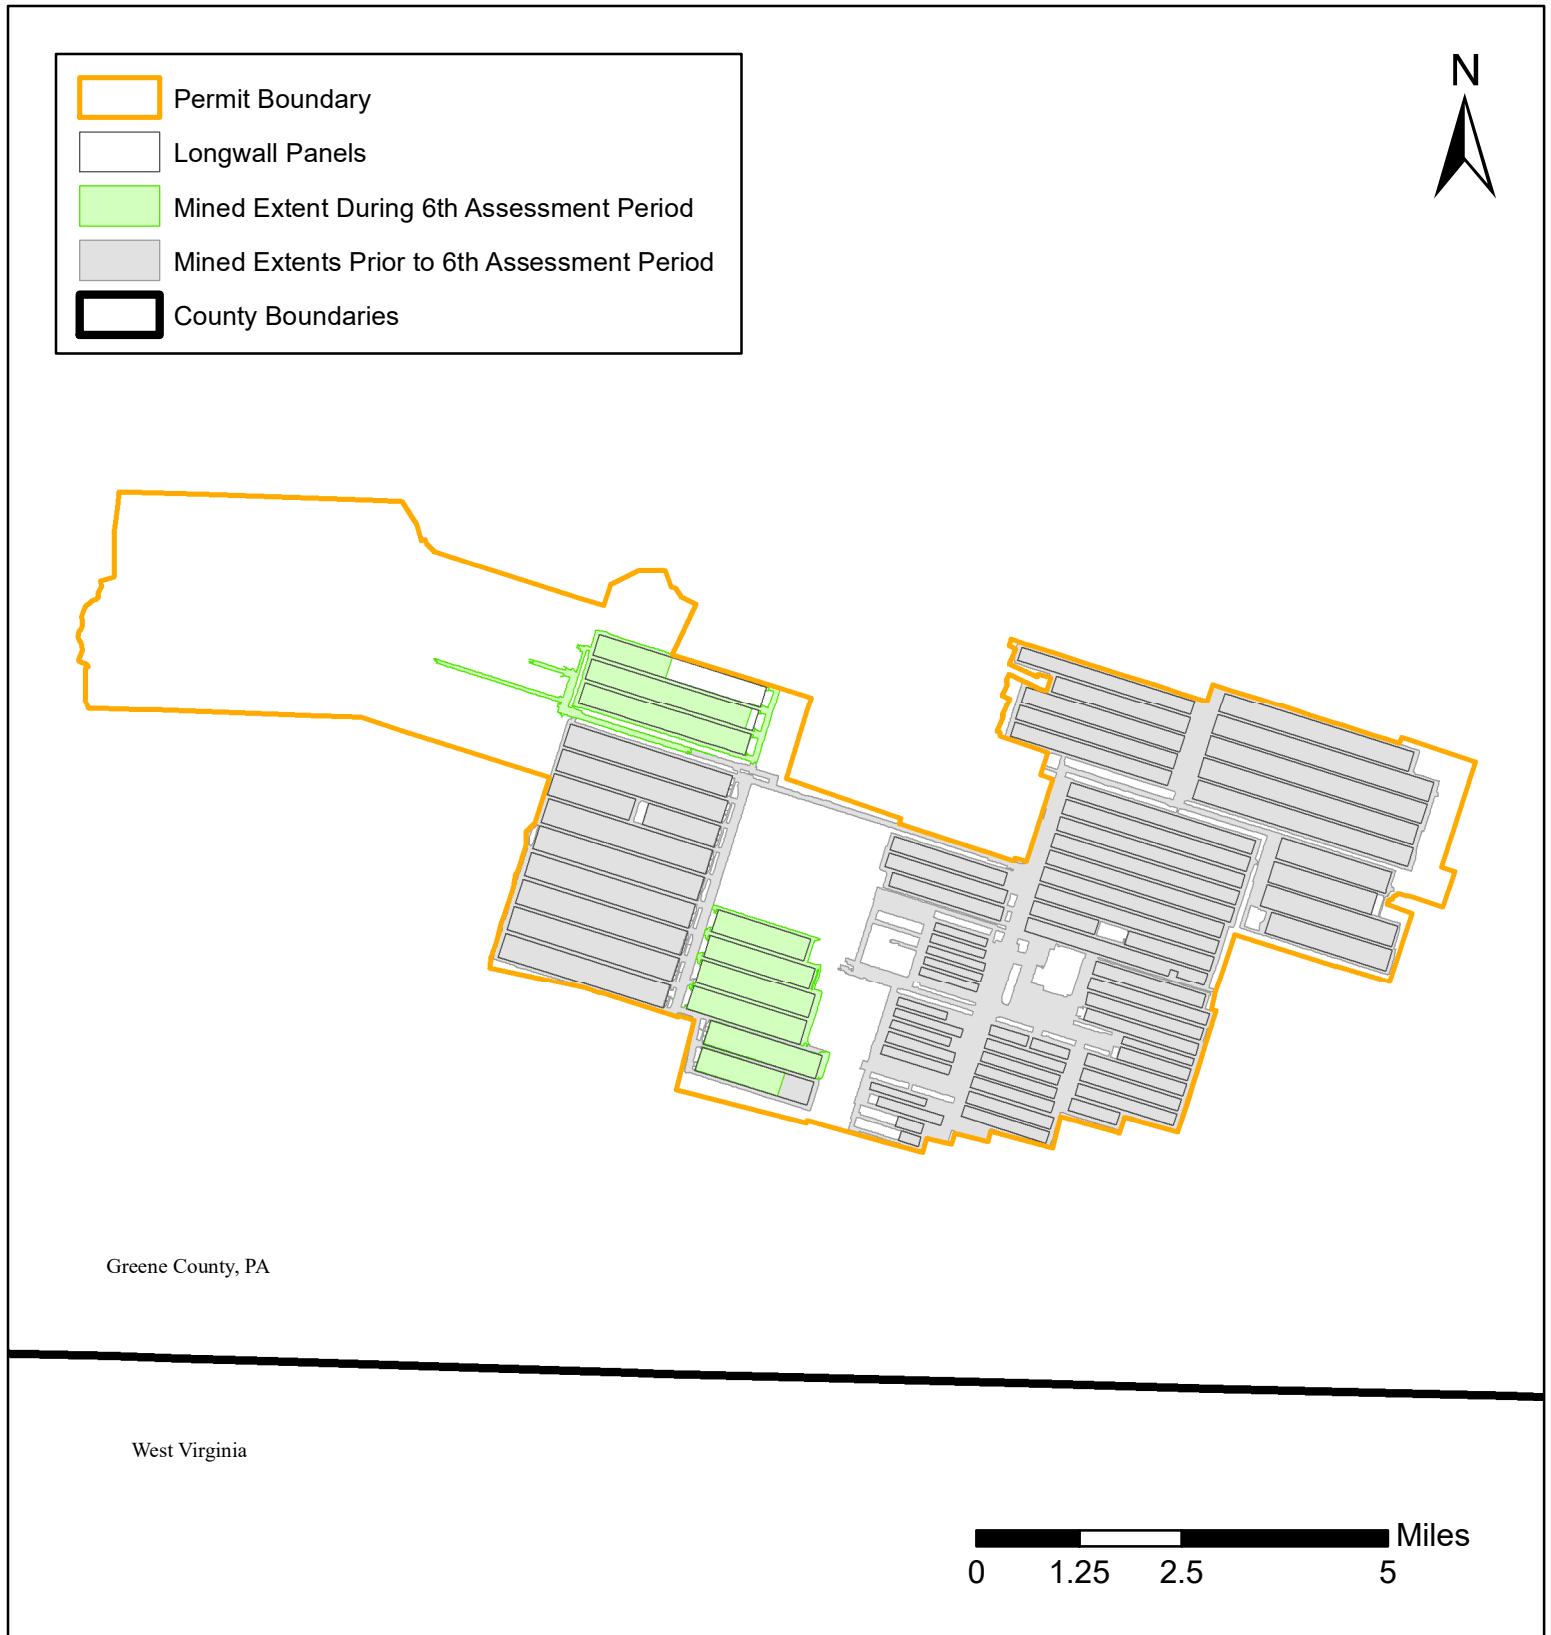 N
Permit Boundary
Longwall Panels
Mined Extent During 6th Assessment Period
Mined Extents Prior to 6th Assessment Period
County Boundaries
Greene County, PA
West Virginia
Miles
0 1.25 2.5 5